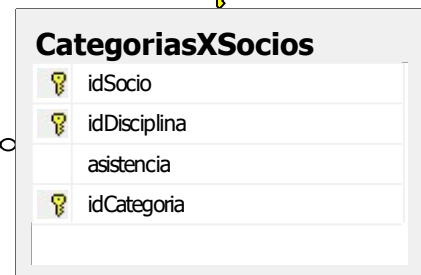 CategoriasXSocios
idSocio
idDisciplina
asistencia
idCategoria